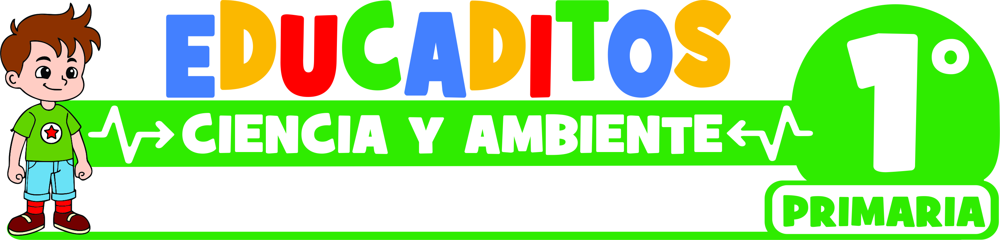 EDUCADITOS
1°
CIENCIA Y AMBIENTE
PRIMARIA